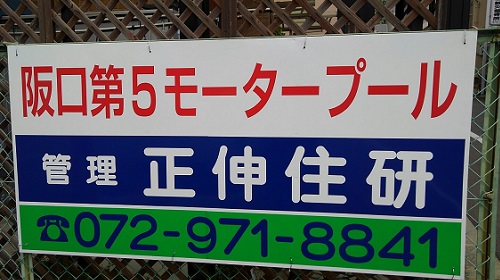 阪口第5モータープール
管理 正伸住研
☎072-971-8841